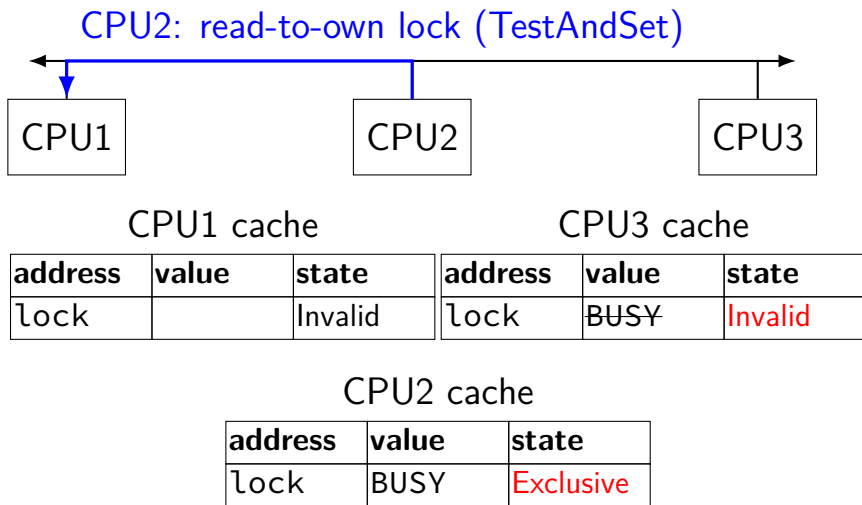 CPU2: read-to-own lock (TestAndSet)
CPU1 CPU2 CPU3
CPU1 cache CPU3 cache
address value state address value state
lock Invalid lock BUSY Invalid
CPU2 cache
address value state
lock BUSY Exclusive